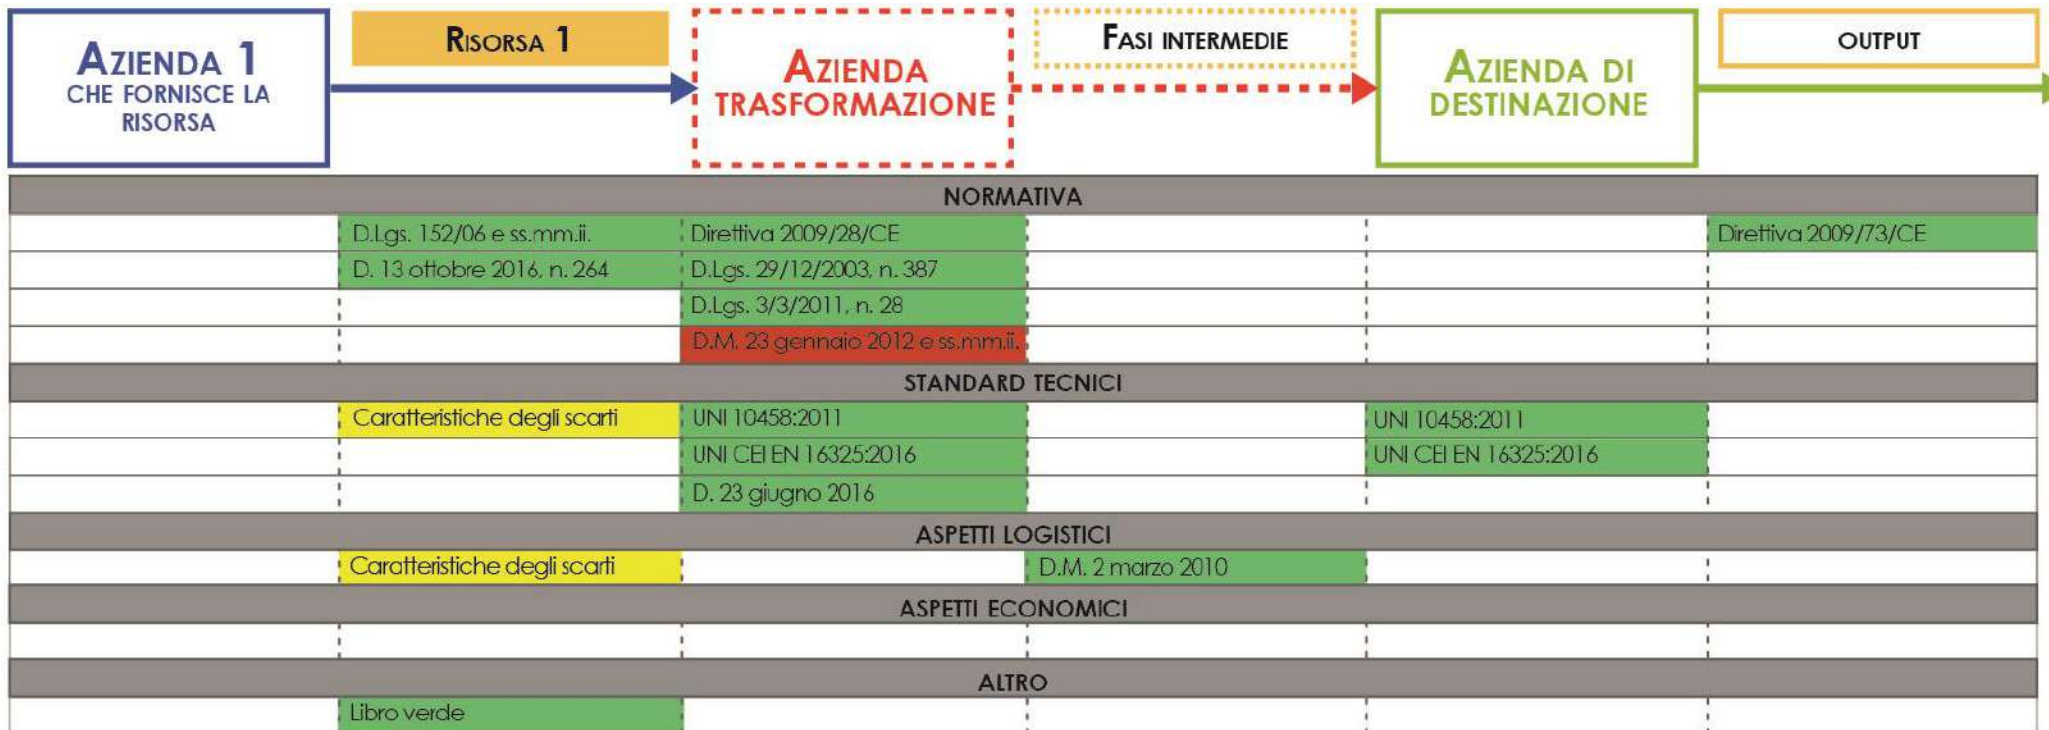 AZIENDA 1
CHE FORNISCE LA
RISORSA
RISORSA 1
AZIENDA
TRASFORMAZIONE
FASI INTERMEDIE
AZIENDA DI
DESTINAZIONE
OUTPUT
NORMATIVA
D.Lgs. 152/06 e ss.mm.ii. Direttiva 2009/28/CE Direttiva 2009/73/CE
D. 13 ottobre 2016, n. 264 D.Lgs. 29/12/2003, n. 387
D.Lgs. 3/3/2011, n. 28
D.M. 23 gennaio 2012 e ss.mm.ii.
STANDARD TECNICI
Caratteristiche degli scarti UNI 10458:2011 UNI 10458:2011
UNI CEI EN 16325:2016 UNI CEI EN 16325:2016
D. 23 giugno 2016
ASPETTI LOGISTICI
Caratteristiche degli scarti D.M. 2 marzo 2010
ASPETTI ECONOMICI
ALTRO
Libro verde